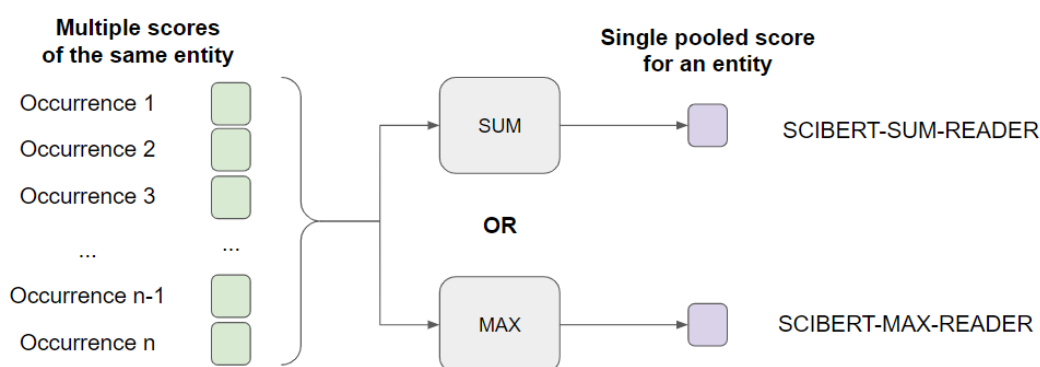 Multiple scores
of the same entity
Single pooled score
for an entity
Occurrence 1
Occurrence 2
Occurrence 3
...
...
Occurrence n-1
Occurrence n
SUM
OR
MAX
SCIBERT-SUM-READER
SCIBERT-MAX-READER